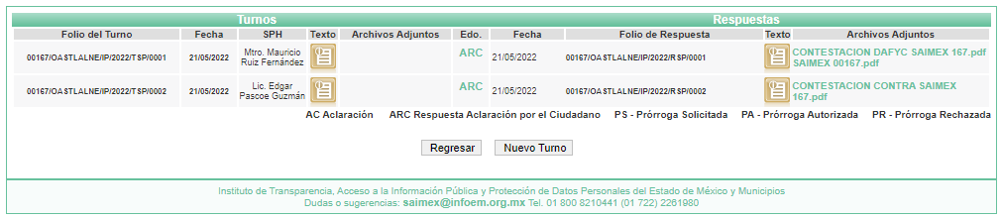 Turnos Respuestas
Folio del Turno Fecha SPH Texto Archivos Adjuntos Edo. Fecha Folio de Respuesta Texto Archivos Adjuntos
00167/OASTLALNE/IP/2022/TSP/0001 21/05/2022 Mtro. Mauricio Ruiz Fernández ARC 21/05/2022 00167/OASTLALNE/IP/2022/RSP/0001 CONTESTACION DAFYC SAIMEX 167.pdf
SAIMEX 00167.pdf
00167/OASTLALNE/IP/2022/TSP/0002 21/05/2022 Lic. Edgar Pascoe Guzmán ARC 21/05/2022 00167/OASTLALNE/IP/2022/RSP/0002 CONTESTACION CONTRA SAIMEX
167.pdf
AC Aclaración ARC Respuesta Aclaración por el Ciudadano PS - Prórroga Solicitada PA - Prórroga Autorizada PR - Prórroga Rechazada
Regresar Nuevo Turno
Instituto de Transparencia, Acceso a la Información Pública y Protección de Datos Personales del Estado de México y Municipios
Dudas o sugerencias: saimex@infoem.org.mx Tel. 01 800 8210441 (01 722) 2261980